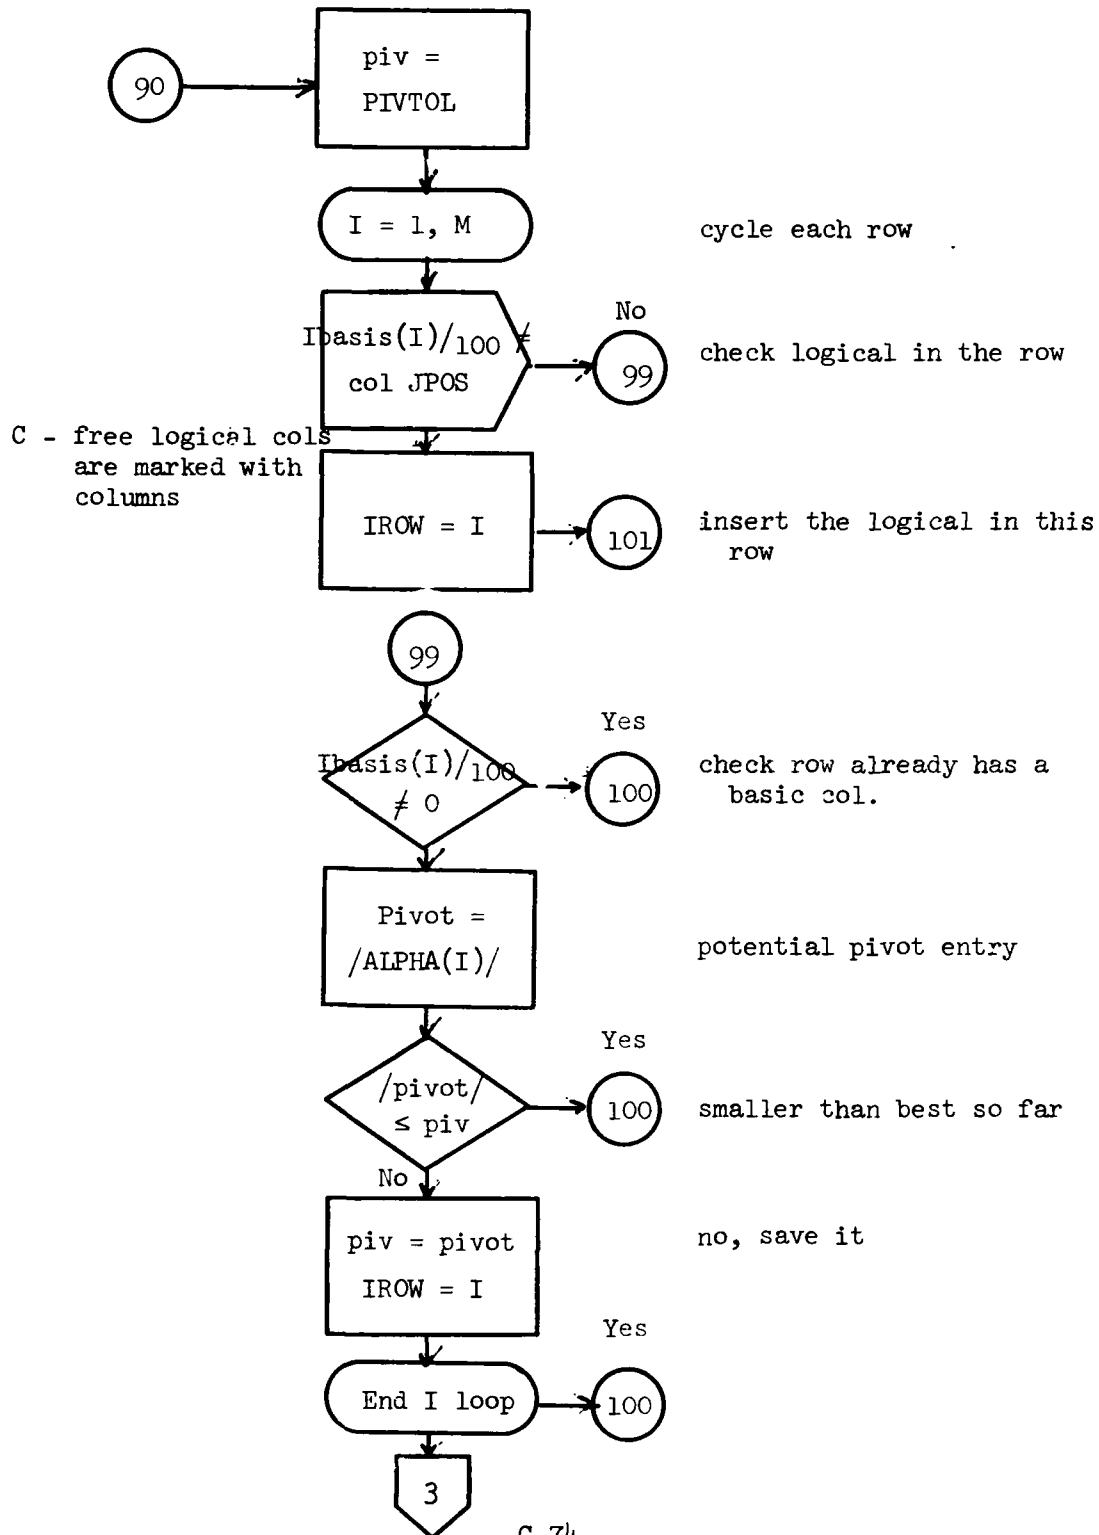 90
piv =
PIVTOL
I = 1, M
cycle each row
Ibasis(I)/100 ≠
col JPOS
No
99
check logical in the row
C - free logical cols
are marked with
columns
IROW = I
101
insert the logical in this
row
99
Ibasis(I)/100
≠ 0
Yes
100
check row already has a
basic col.
Pivot =
/ALPHA(I)/
potential pivot entry
/pivot/
≤ piv
Yes
100
smaller than best so far
No
piv = pivot
IROW = I
no, save it
End I loop
Yes
100
3